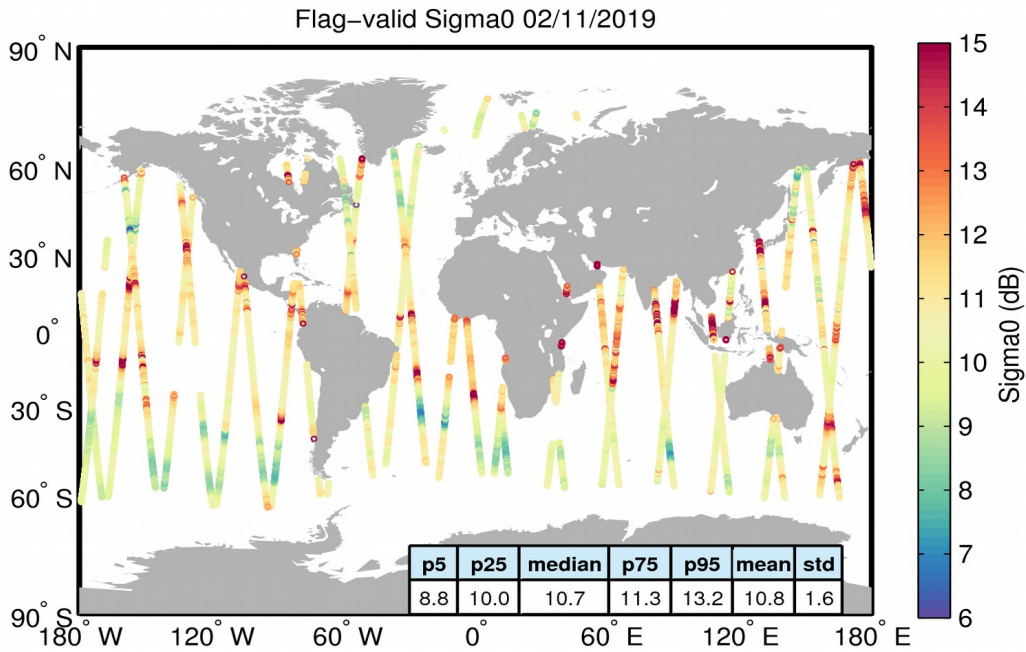 Flag−valid Sigma0 02/11/2019
90° N
60° N
30° N
0°
30° S
60° S
90° S
180° W
120° W
60° W
0°
60° E
120° E
180° E
p5 p25 median p75 p95 mean std
8.8 10.0 10.7 11.3 13.2 10.8 1.6
15
14
13
12
11
10
9
8
7
6
Sigma0 (dB)